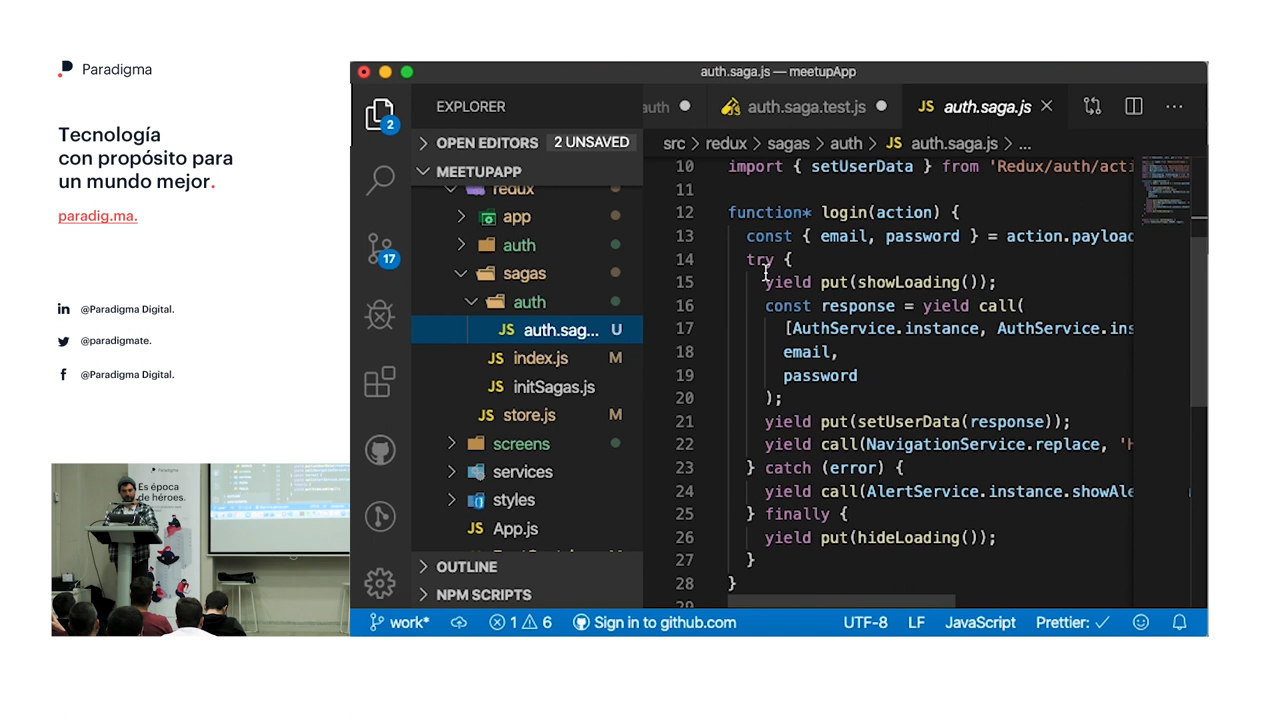 Paradigma
Tecnología
con propósito para
un mundo mejor.
paradig.ma.
@Paradigma Digital.
@paradigmate.
@Paradigma Digital.
Paradigma
Es época
de héroes.
auth.saga.js — meetupApp
2
17
EXPLORER
OPEN EDITORS 2 UNSAVED
MEETUPAPP
redux
app
auth
sagas
auth
JS auth.sag... U
JS index.js M
JS initSagas.js
JS store.js M
screens
services
styles
JS App.js
OUTLINE
NPM SCRIPTS
auth
auth.saga.test.js
JS auth.saga.js
src > redux > sagas > auth > JS auth.saga.js > ...
10 import { setUserData } from 'Redux/auth/acti
11
12 function* login(action) {
13 const { email, password } = action.payload
14 try {
15 yield put(showLoading());
16 const response = yield call(
17 [AuthService.instance, AuthService.ins
18 email,
19 password
20 );
21 yield put(setUserData(response));
22 yield call(NavigationService.replace, 'H
23 } catch (error) {
24 yield call(AlertService.instance.showAle
25 } finally {
26 yield put(hideLoading());
27 }
28 }
29
work* 1 6 Sign in to github.com UTF-8 LF JavaScript Prettier: ✓